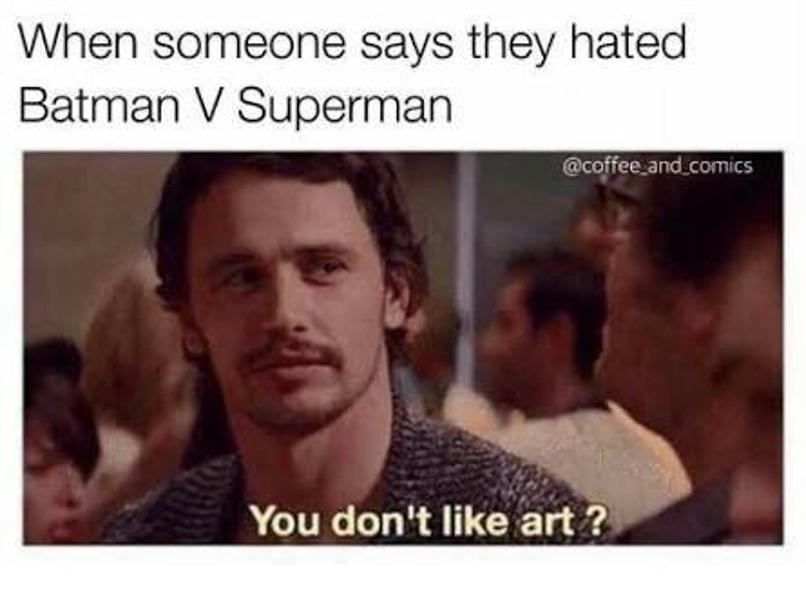 When someone says they hated
Batman V Superman
@coffee_and_comics
You don't like art ?